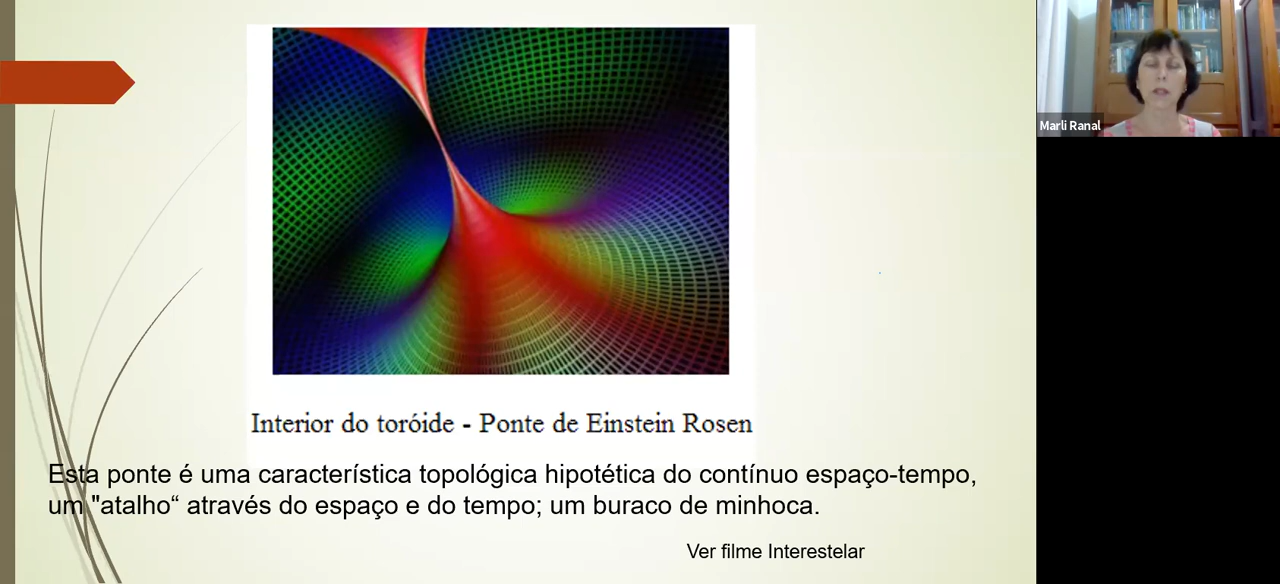 Marli Ranal
Interior do toróide - Ponte de Einstein Rosen
Esta ponte é uma característica topológica hipotética do contínuo espaço-tempo,
um "atalho“ através do espaço e do tempo; um buraco de minhoca.
Ver filme Interestelar